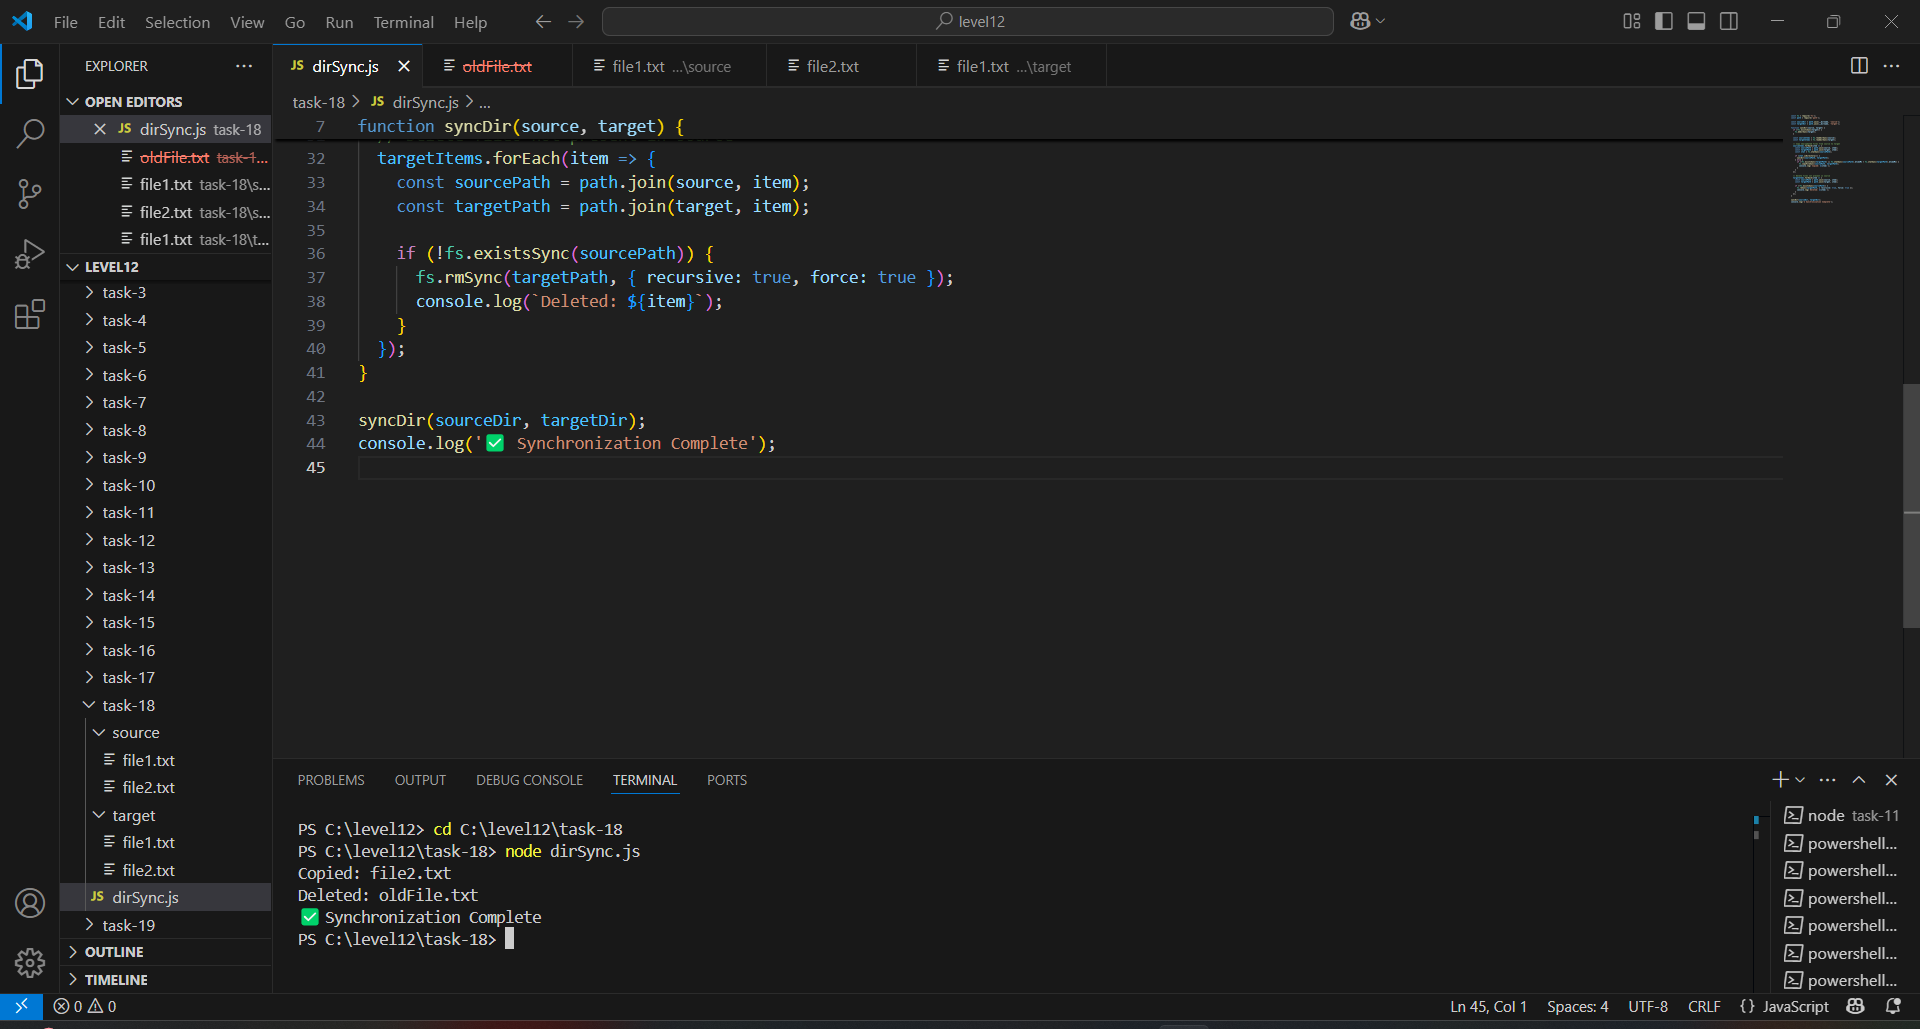 File Edit Selection View Go Run Terminal Help
level12
EXPLORER
OPEN EDITORS
JS dirSync.js task-18
oldFile.txt task-1...
file1.txt task-18\s...
file2.txt task-18\s...
file1.txt task-18\t...
LEVEL12
task-3
task-4
task-5
task-6
task-7
task-8
task-9
task-10
task-11
task-12
task-13
task-14
task-15
task-16
task-17
task-18
source
file1.txt
file2.txt
target
file1.txt
file2.txt
JS dirSync.js
task-19
OUTLINE
TIMELINE
JS dirSync.js
oldFile.txt
file1.txt ...\source
file2.txt
file1.txt ...\target
task-18 > JS dirSync.js > ...
7 function syncDir(source, target) {
32 targetItems.forEach(item => {
33 const sourcePath = path.join(source, item);
34 const targetPath = path.join(target, item);
35
36 if (!fs.existsSync(sourcePath)) {
37 fs.rmSync(targetPath, { recursive: true, force: true });
38 console.log(`Deleted: ${item}`);
39 }
40 });
41 }
42
43 syncDir(sourceDir, targetDir);
44 console.log('✅ Synchronization Complete');
45
PROBLEMS OUTPUT DEBUG CONSOLE TERMINAL PORTS
PS C:\level12> cd C:\level12\task-18
PS C:\level12\task-18> node dirSync.js
Copied: file2.txt
Deleted: oldFile.txt
✅ Synchronization Complete
PS C:\level12\task-18>
node task-11
powershell...
powershell...
powershell...
powershell...
powershell...
powershell...
0 0
Ln 45, Col 1 Spaces: 4 UTF-8 CRLF {} JavaScript